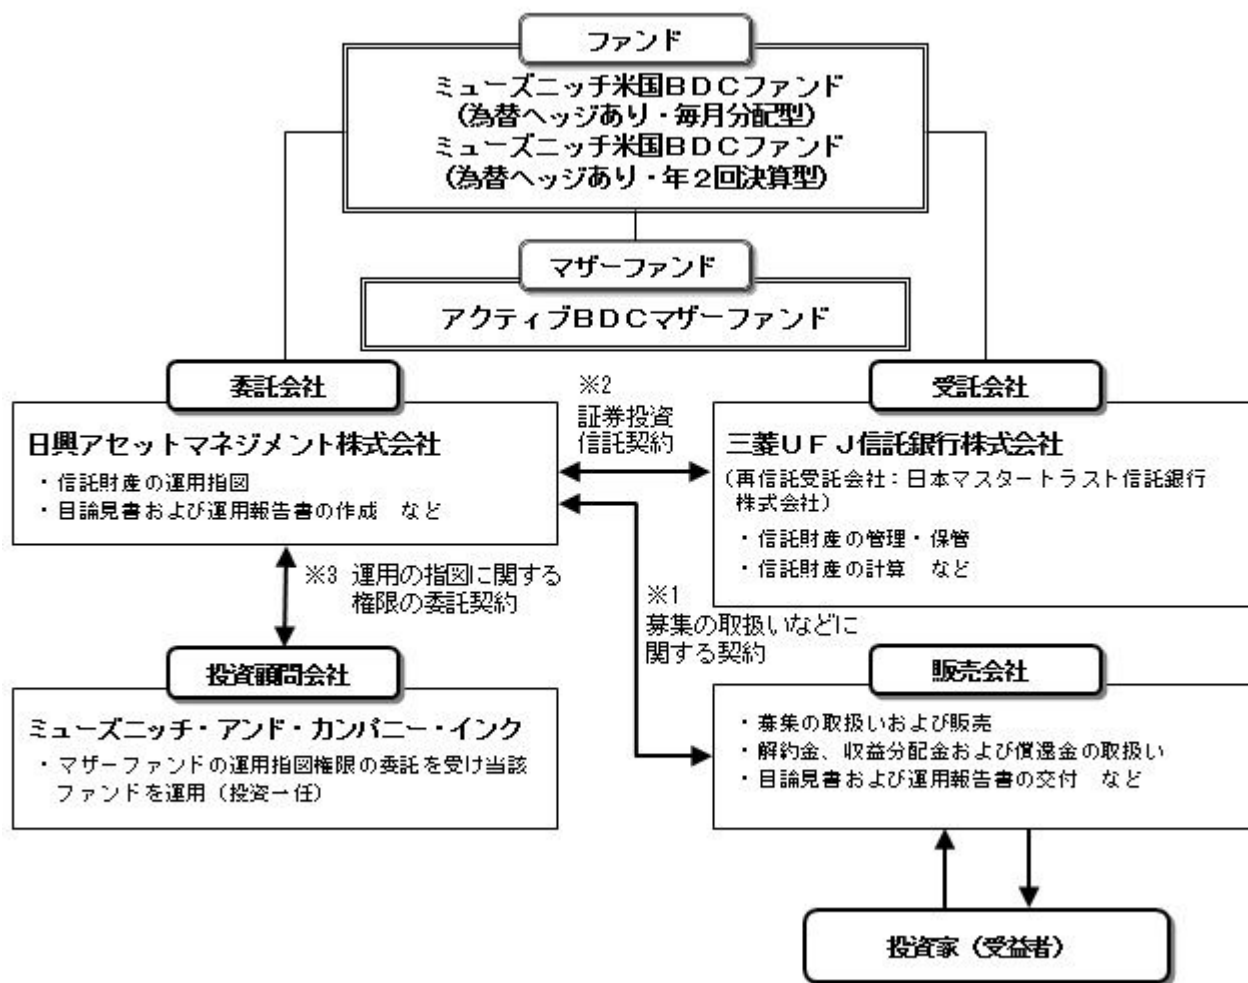 ファンド
ミューズニッチ米国BDCファンド
(為替ヘッジあり・毎月分配型)
ミューズニッチ米国BDCファンド
(為替ヘッジあり・年2回決算型)
マザーファンド
アクティブBDCマザーファンド
委託会社
日興アセットマネジメント株式会社
・信託財産の運用指図
・目論見書および運用報告書の作成 など
※2
証券投資
信託契約
受託会社
三菱UFJ信託銀行株式会社
(再信託受託会社:日本マスタートラスト信託銀行
株式会社)
・信託財産の管理・保管
・信託財産の計算 など
※3 運用の指図に関する
権限の委託契約
※1
募集の取扱いなどに
関する契約
投資顧問会社
ミューズニッチ・アンド・カンパニー・インク
・マザーファンドの運用指図権限の委託を受け当該
ファンドを運用(投資一任)
販売会社
・募集の取扱いおよび販売
・解約金、収益分配金および償還金の取扱い
・目論見書および運用報告書の交付 など
投資家(受益者)